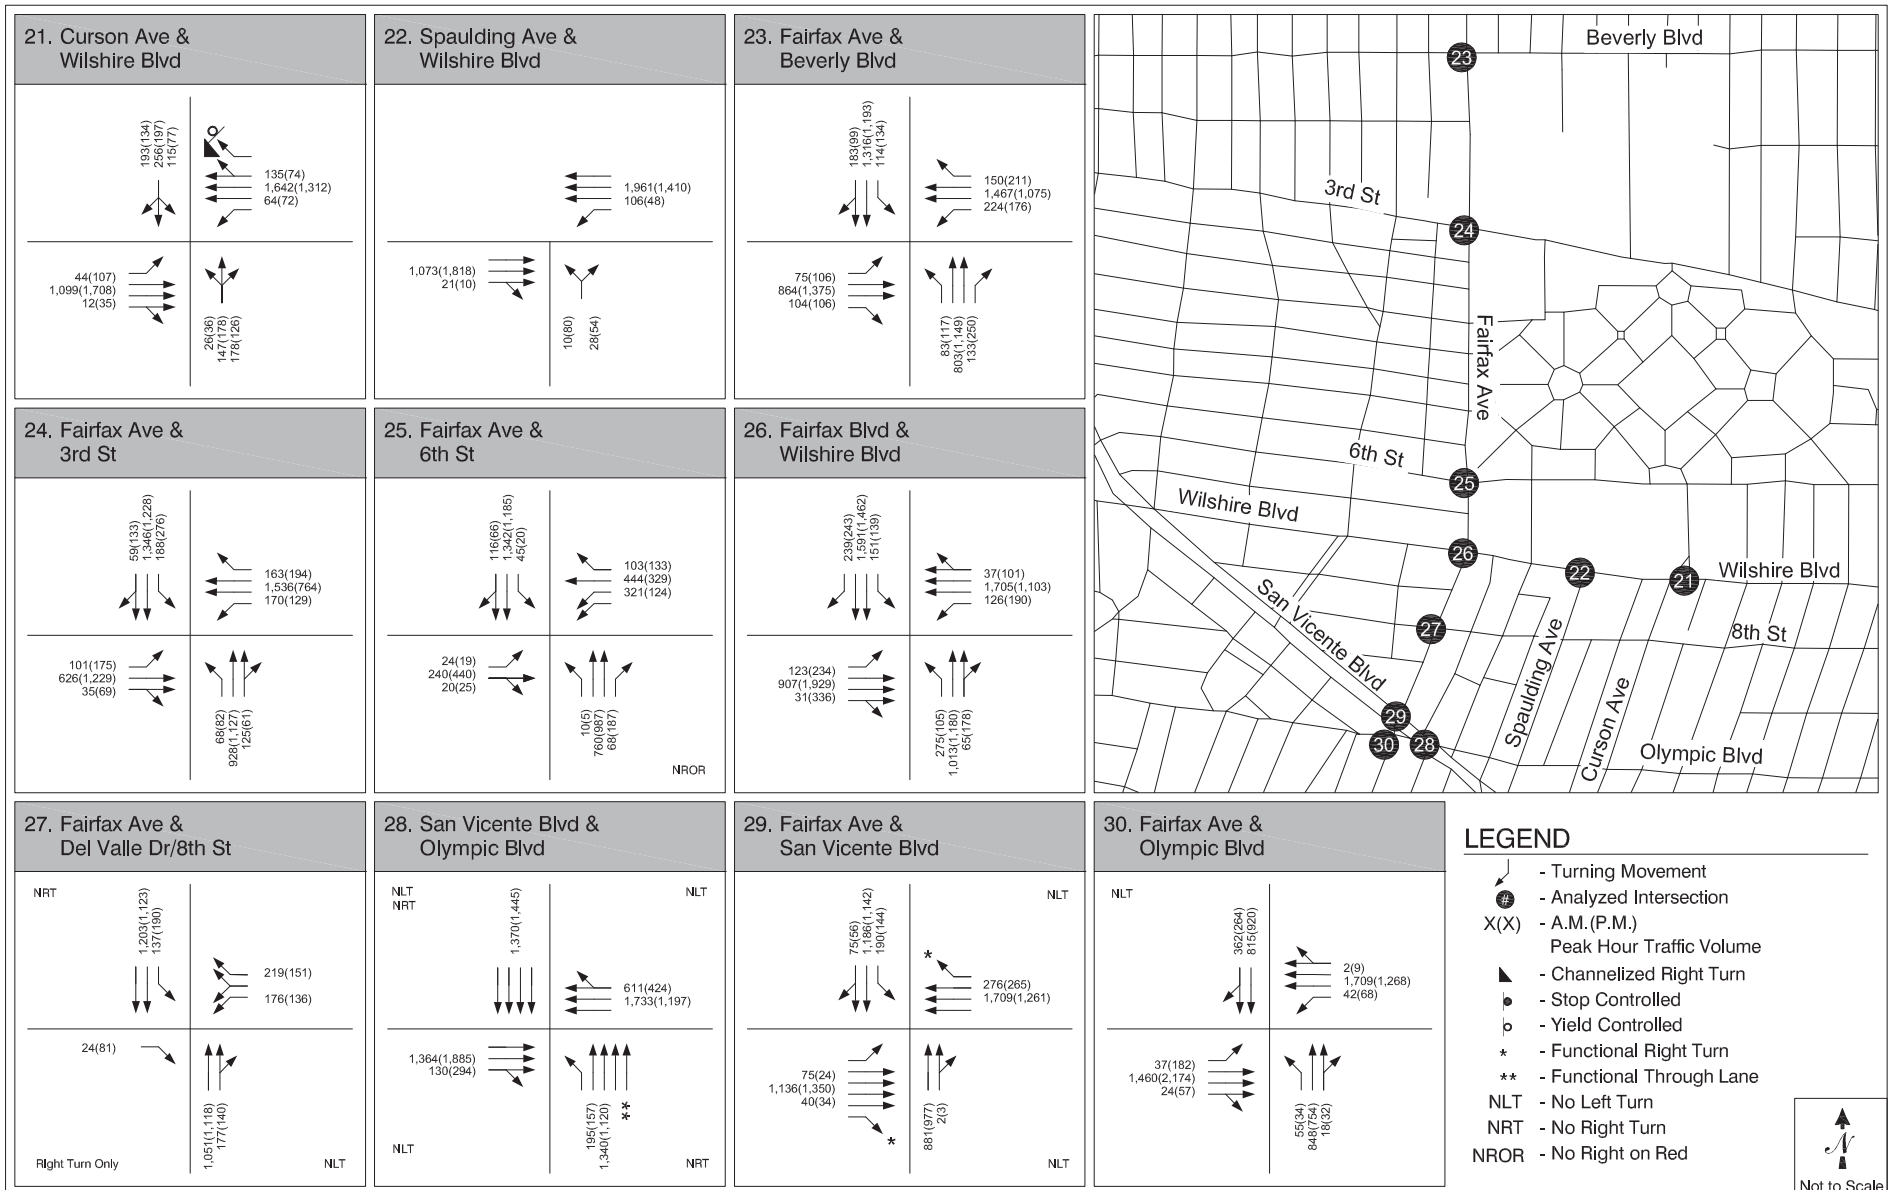 21. Curson Ave &
Wilshire Blvd
193(134)
256(197)
115(77)
135(74)
1,642(1,312)
64(72)
44(107)
1,099(1,708)
12(35)
26(36)
147(178)
178(126)
22. Spaulding Ave &
Wilshire Blvd
1,961(1,410)
106(48)
1,073(1,818)
21(10)
10(80)
28(54)
23. Fairfax Ave &
Beverly Blvd
183(99)
1,316(1,193)
114(134)
150(211)
1,467(1,075)
224(176)
75(106)
864(1,375)
104(106)
83(117)
803(1,149)
133(250)
24. Fairfax Ave &
3rd St
59(133)
1,346(1,228)
188(276)
163(194)
1,536(764)
170(129)
101(175)
626(1,229)
35(69)
68(82)
928(1,127)
125(61)
25. Fairfax Ave &
6th St
116(66)
1,342(1,185)
45(20)
103(133)
444(329)
321(124)
24(19)
240(440)
20(25)
10(5)
760(987)
68(187)
NROR
26. Fairfax Blvd &
Wilshire Blvd
239(243)
1,591(1,462)
151(139)
37(101)
1,705(1,103)
126(190)
123(234)
907(1,929)
31(336)
275(105)
1,013(1,180)
65(178)
27. Fairfax Ave &
Del Valle Dr/8th St
NRT
1,203(1,123)
137(190)
219(151)
176(136)
24(81)
1,051(1,118)
177(140)
Right Turn Only
NLT
28. San Vicente Blvd &
Olympic Blvd
NLT
NRT
1,370(1,445)
NLT
611(424)
1,733(1,197)
1,364(1,885)
130(294)
195(157)
1,340(1,120)
**
NLT
NRT
29. Fairfax Ave &
San Vicente Blvd
75(56)
1,186(1,142)
190(144)
NLT
*
276(265)
1,709(1,261)
75(24)
1,136(1,350)
40(34)
*
881(977)
2(3)
NLT
30. Fairfax Ave &
Olympic Blvd
NLT
362(264)
815(920)
2(9)
1,709(1,268)
42(68)
37(182)
1,460(2,174)
24(57)
55(34)
848(754)
18(32)
Beverly Blvd
23
3rd St
24
Fairfax Ave
6th St
25
Wilshire Blvd
26
22
21
Wilshire Blvd
San Vicente Blvd
27
8th St
Spaulding Ave
Curson Ave
29
30
28
Olympic Blvd
LEGEND
- Turning Movement
# - Analyzed Intersection
X(X) - A.M.(P.M.)
Peak Hour Traffic Volume
- Channelized Right Turn
- Stop Controlled
- Yield Controlled
* - Functional Right Turn
** - Functional Through Lane
NLT - No Left Turn
NRT - No Right Turn
NROR - No Right on Red
N
Not to Scale